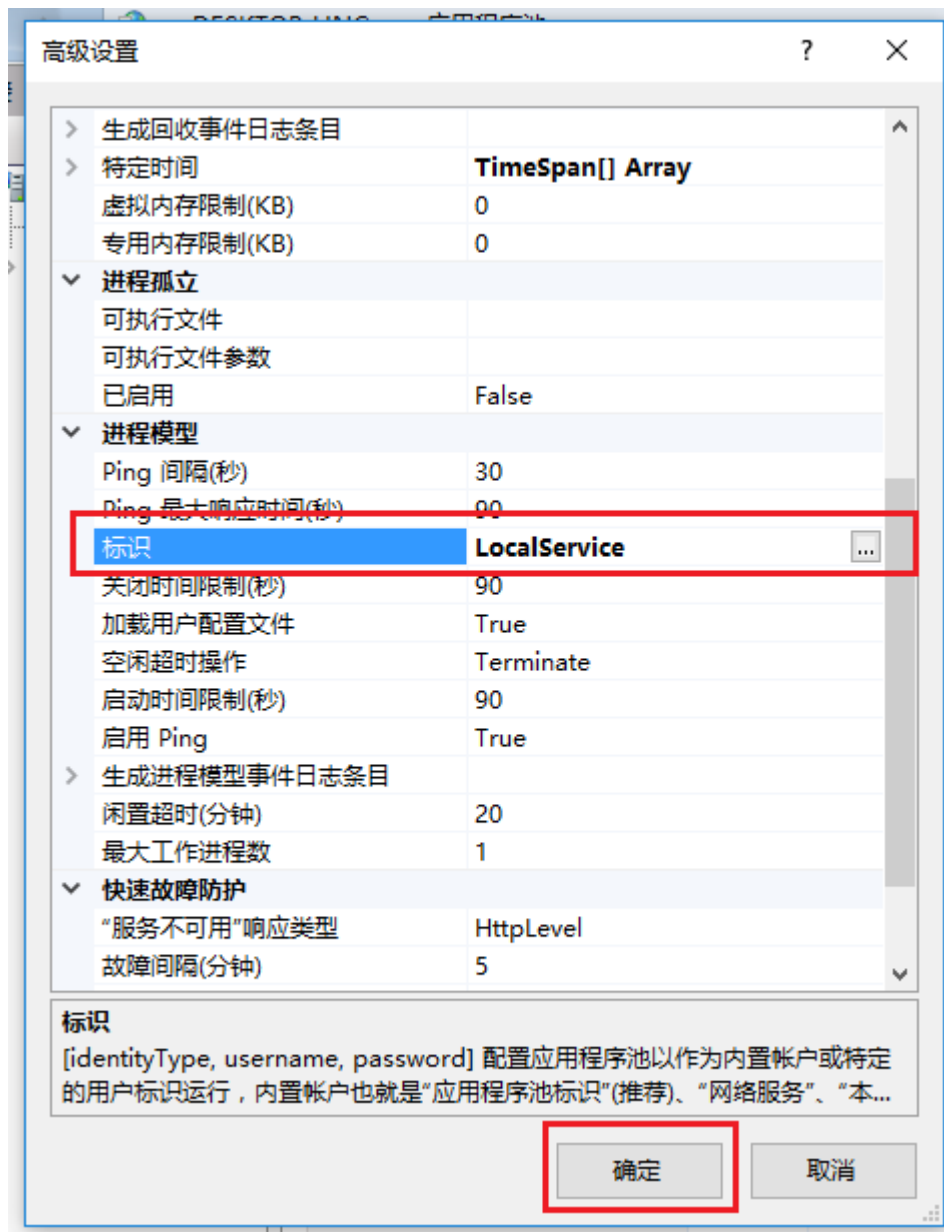 高级设置
?
生成回收事件日志条目
特定时间 TimeSpan[] Array
虚拟内存限制(KB) 0
专用内存限制(KB) 0
进程孤立
可执行文件
可执行文件参数
已启用 False
进程模型
Ping 间隔(秒) 30
Ping 最大响应时间(秒) 90
标识 LocalService ...
关闭时间限制(秒) 90
加载用户配置文件 True
空闲超时操作 Terminate
启动时间限制(秒) 90
启用 Ping True
生成进程模型事件日志条目
闲置超时(分钟) 20
最大工作进程数 1
快速故障防护
“服务不可用”响应类型 HttpLevel
故障间隔(分钟) 5
标识
[identityType, username, password] 配置应用程序池以作为内置帐户或特定
的用户标识运行，内置帐户也就是“应用程序池标识”(推荐)、“网络服务”、“本...
确定 取消